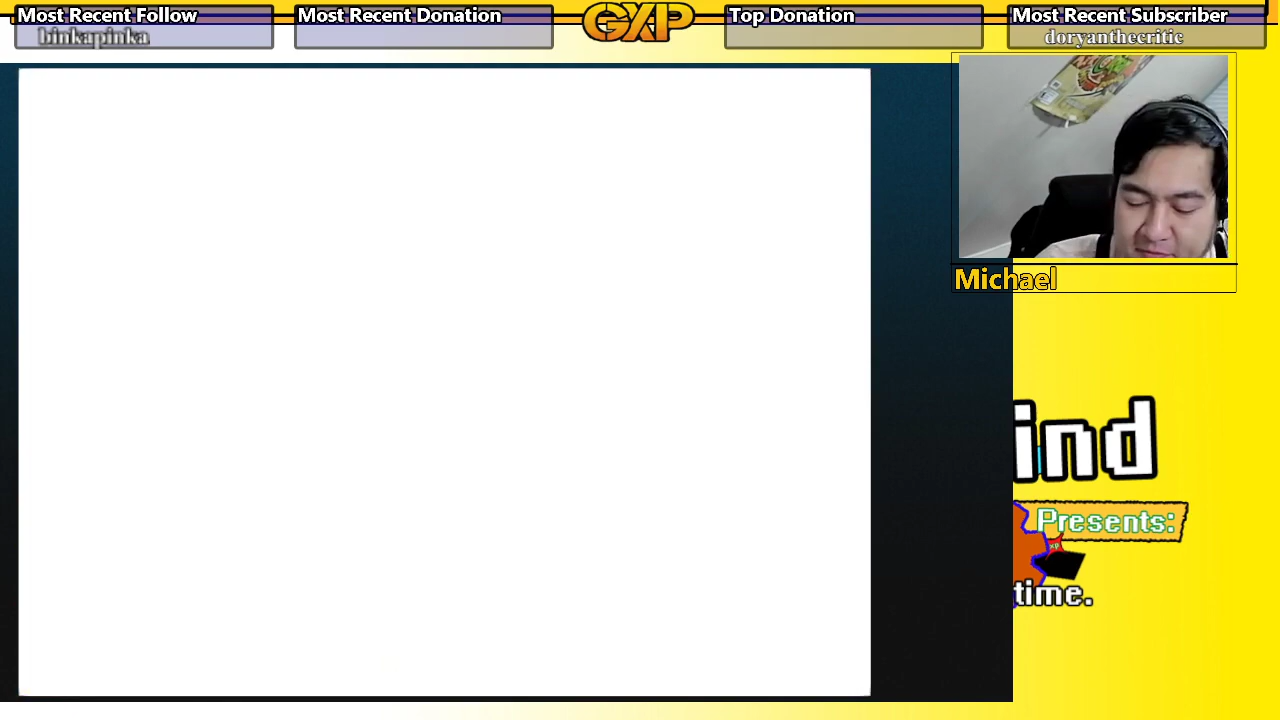 Most Recent Follow
binkapinka
Most Recent Donation
GXP
Top Donation
Most Recent Subscriber
doryanthecritic
Michael
ind
Presents:
time.